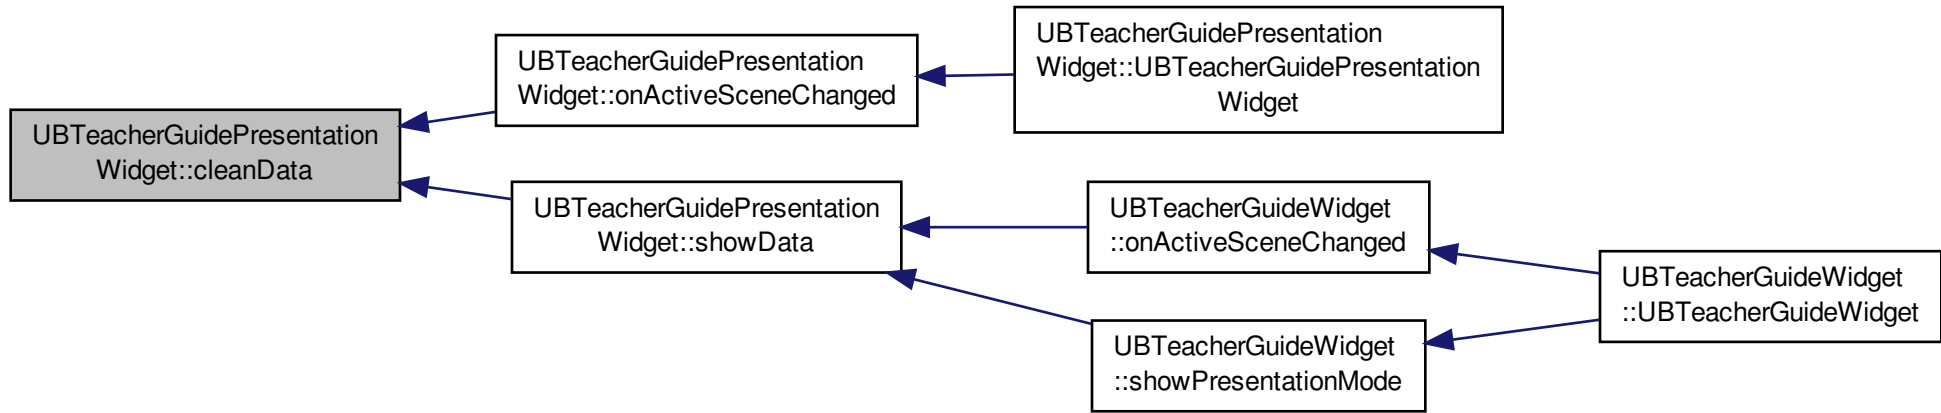 UBTeacherGuidePresentation
Widget::cleanData
UBTeacherGuidePresentation
Widget::onActiveSceneChanged
UBTeacherGuidePresentation
Widget::UBTeacherGuidePresentation
Widget
UBTeacherGuidePresentation
Widget::showData
UBTeacherGuideWidget
::onActiveSceneChanged
UBTeacherGuideWidget
::showPresentationMode
UBTeacherGuideWidget
::UBTeacherGuideWidget